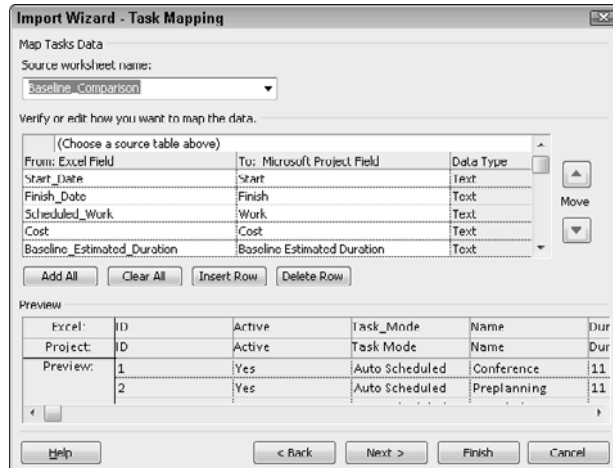 Import Wizard - Task Mapping
Map Tasks Data
Source worksheet name:
Baseline_Comparison
Verify or edit how you want to map the data.
(Choose a source table above)
From: Excel Field To: Microsoft Project Field Data Type
Start_Date Start Text
Finish_Date Finish Text
Scheduled_Work Work Text
Cost Cost Text
Baseline_Estimated_Duration Baseline Estimated Duration Text
Move
Add All Clear All Insert Row Delete Row
Preview
Excel: ID Active Task_Mode Name Dur
Project: ID Active Task Mode Name Dur
Preview: 1 Yes Auto Scheduled Conference 11
2 Yes Auto Scheduled Preplanning 11
Help < Back Next > Finish Cancel